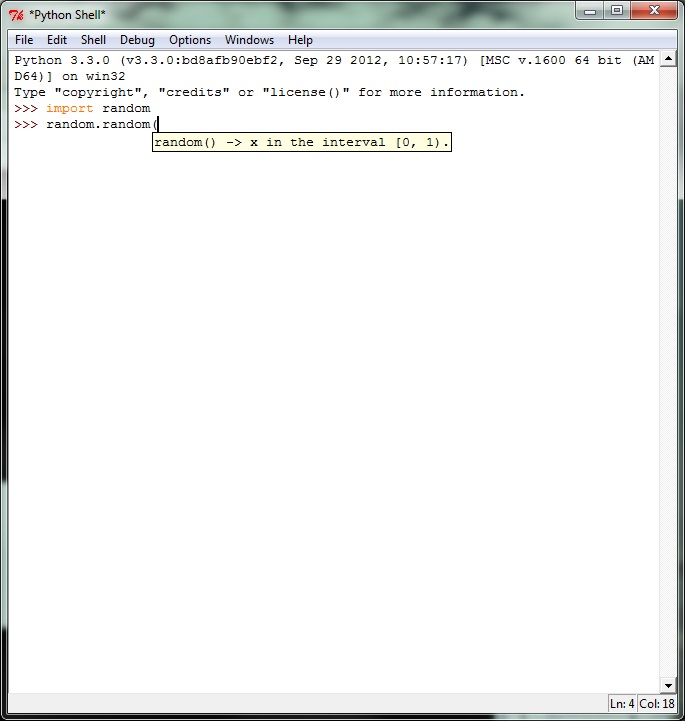 *Python Shell*
File Edit Shell Debug Options Windows Help
Python 3.3.0 (v3.3.0:bd8afb90ebf2, Sep 29 2012, 10:57:17) [MSC v.1600 64 bit (AM
D64)] on win32
Type "copyright", "credits" or "license()" for more information.
>>> import random
>>> random.random(
random() -> x in the interval [0, 1).
Ln: 4 Col: 18